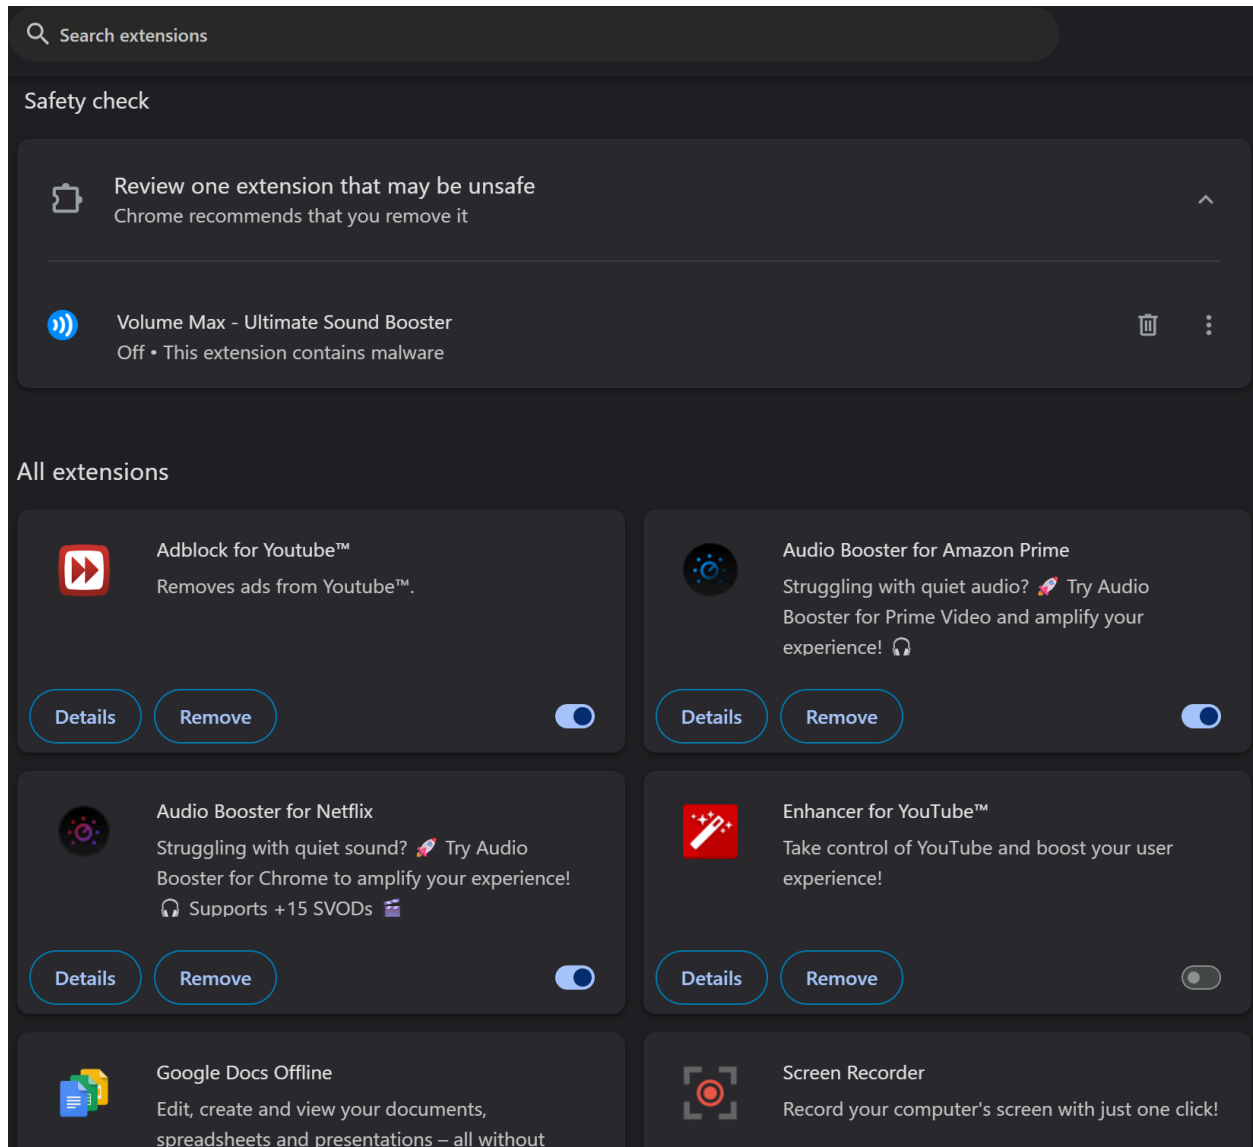 Search extensions
Safety check
Review one extension that may be unsafe
Chrome recommends that you remove it
Volume Max - Ultimate Sound Booster
Off • This extension contains malware
All extensions
Adblock for Youtube™
Removes ads from Youtube™.
Details
Remove
Audio Booster for Amazon Prime
Struggling with quiet audio? 🚀 Try Audio
Booster for Prime Video and amplify your
experience! 🎧
Details
Remove
Audio Booster for Netflix
Struggling with quiet sound? 🚀 Try Audio
Booster for Chrome to amplify your experience!
🎧 Supports +15 SVODs 🎬
Details
Remove
Enhancer for YouTube™
Take control of YouTube and boost your user
experience!
Details
Remove
Google Docs Offline
Edit, create and view your documents,
spreadsheets and presentations – all without
Screen Recorder
Record your computer's screen with just one click!